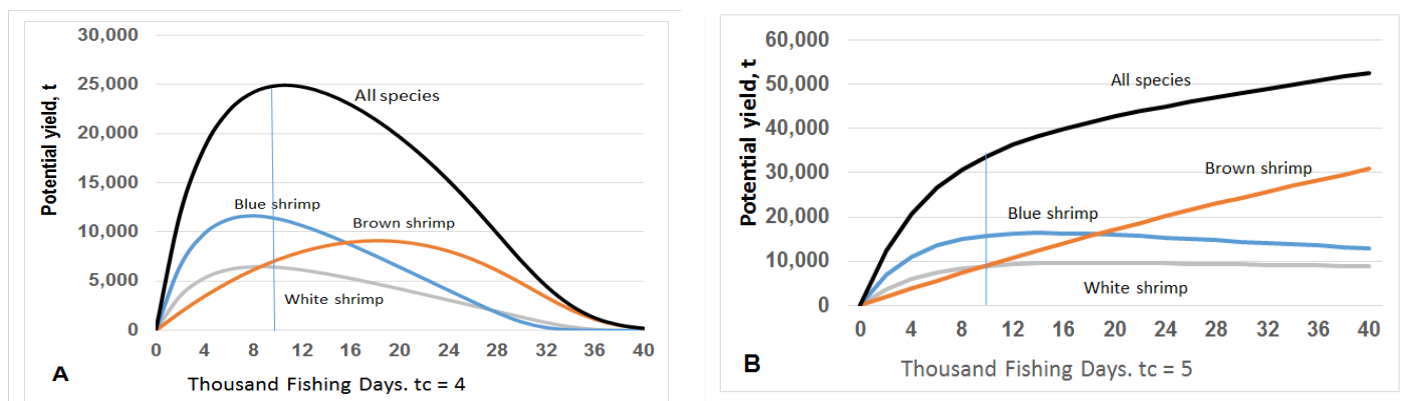 30,000
25,000
20,000
15,000
10,000
5,000
0
Potential yield, t
All species
Blue shrimp
Brown shrimp
White shrimp
0 4 8 12 16 20 24 28 32 36 40
A
Thousand Fishing Days. tc = 4
60,000
50,000
40,000
30,000
20,000
10,000
0
Potential yield, t
All species
Brown shrimp
Blue shrimp
White shrimp
0 4 8 12 16 20 24 28 32 36 40
B
Thousand Fishing Days. tc = 5